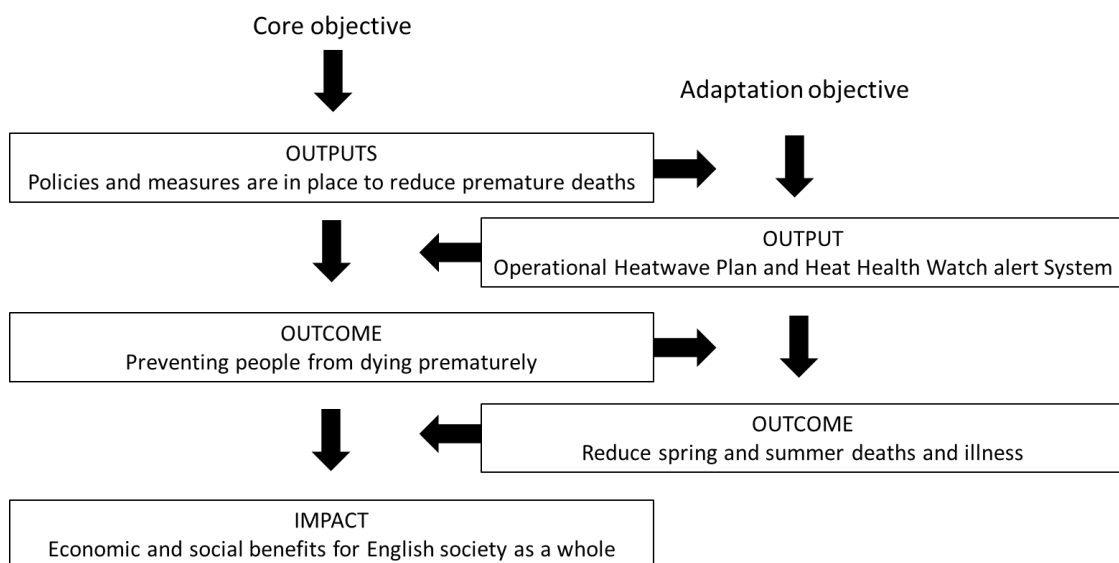 Core objective
Adaptation objective
OUTPUTS
Policies and measures are in place to reduce premature deaths
OUTPUT
Operational Heatwave Plan and Heat Health Watch alert System
OUTCOME
Preventing people from dying prematurely
OUTCOME
Reduce spring and summer deaths and illness
IMPACT
Economic and social benefits for English society as a whole